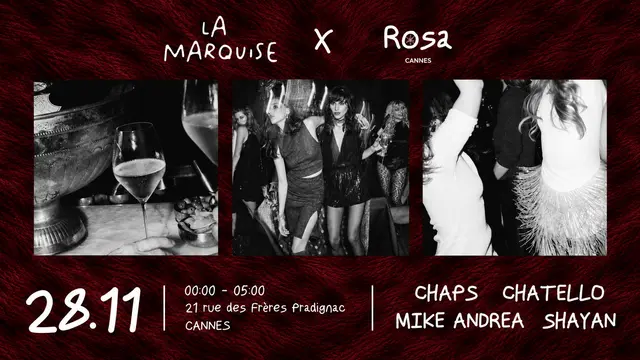 LA
MARQUISE
X
Rosa
CANNES
28.11
00:00 - 05:00
21 rue des Frères Pradignac
CANNES
CHAPS CHATELLO
MIKE ANDREA SHAYAN